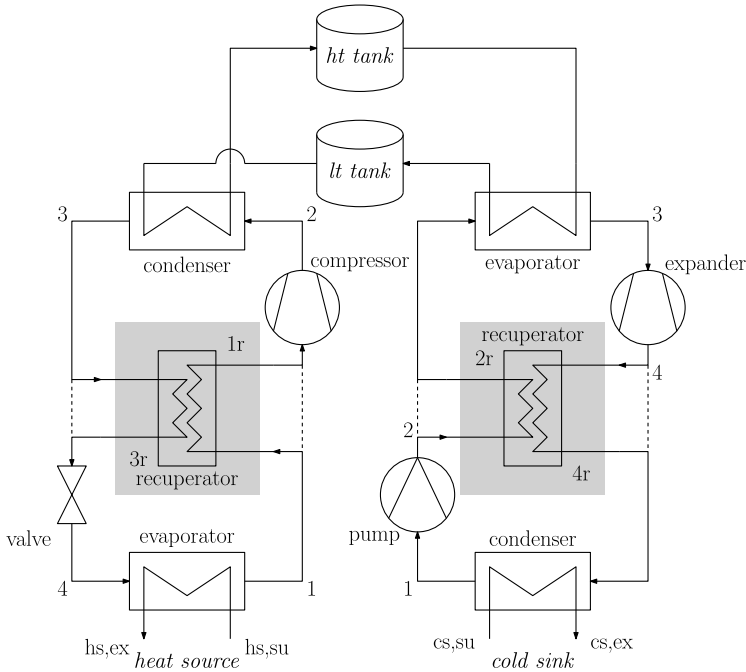 ht tank
lt tank
3
2
3
condenser
compressor
evaporator
expander
1r
recuperator
2r
4
2
3r
recuperator
4r
valve
evaporator
pump
condenser
4
1
1
hs,ex
hs,su
heat source
cs,su
cs,ex
cold sink